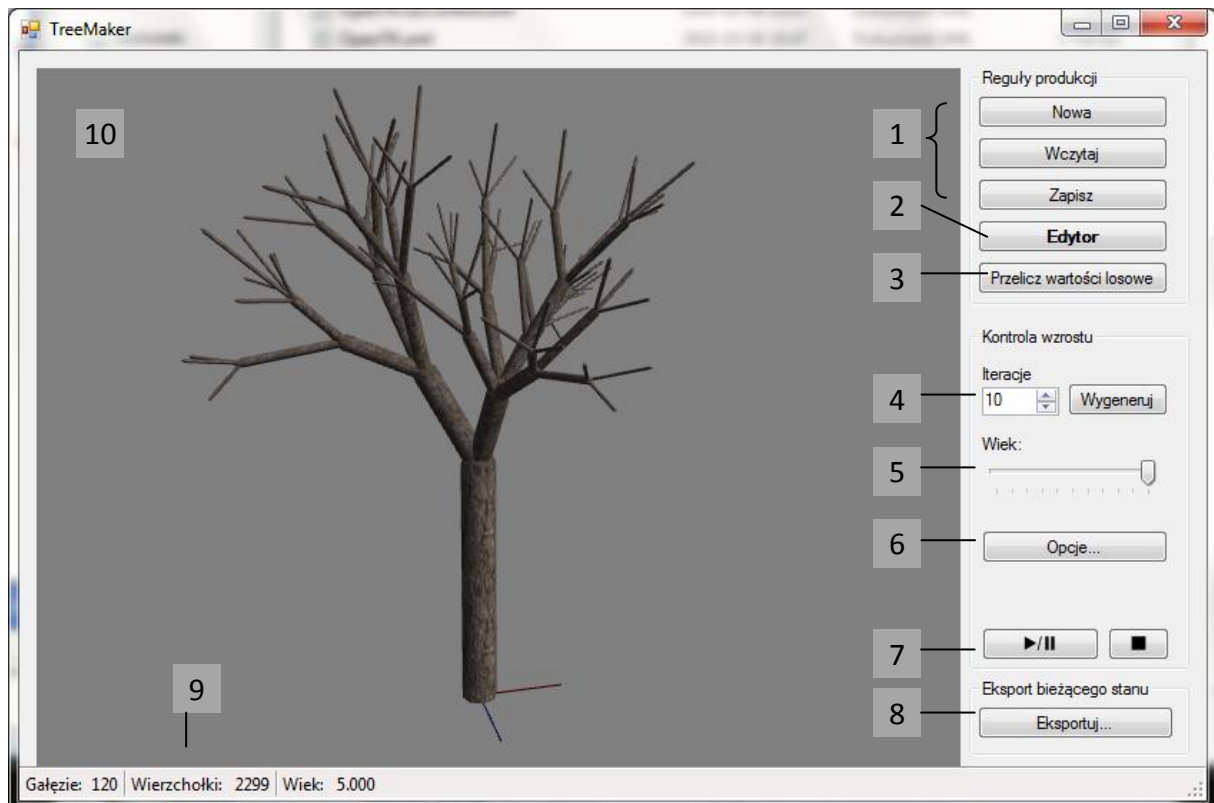 TreeMaker
10
1
2
3
4
5
6
7
8
9
Reguły produkcji
Nowa
Wczytaj
Zapisz
Edytor
Przelicz wartości losowe
Kontrola wzrostu
Iteracje
10 Wygeneruj
Wiek:
Opcje...
Eksport bieżącego stanu
Eksportuj...
Gałęzie: 120 Wierzchołki: 2299 Wiek: 5.000